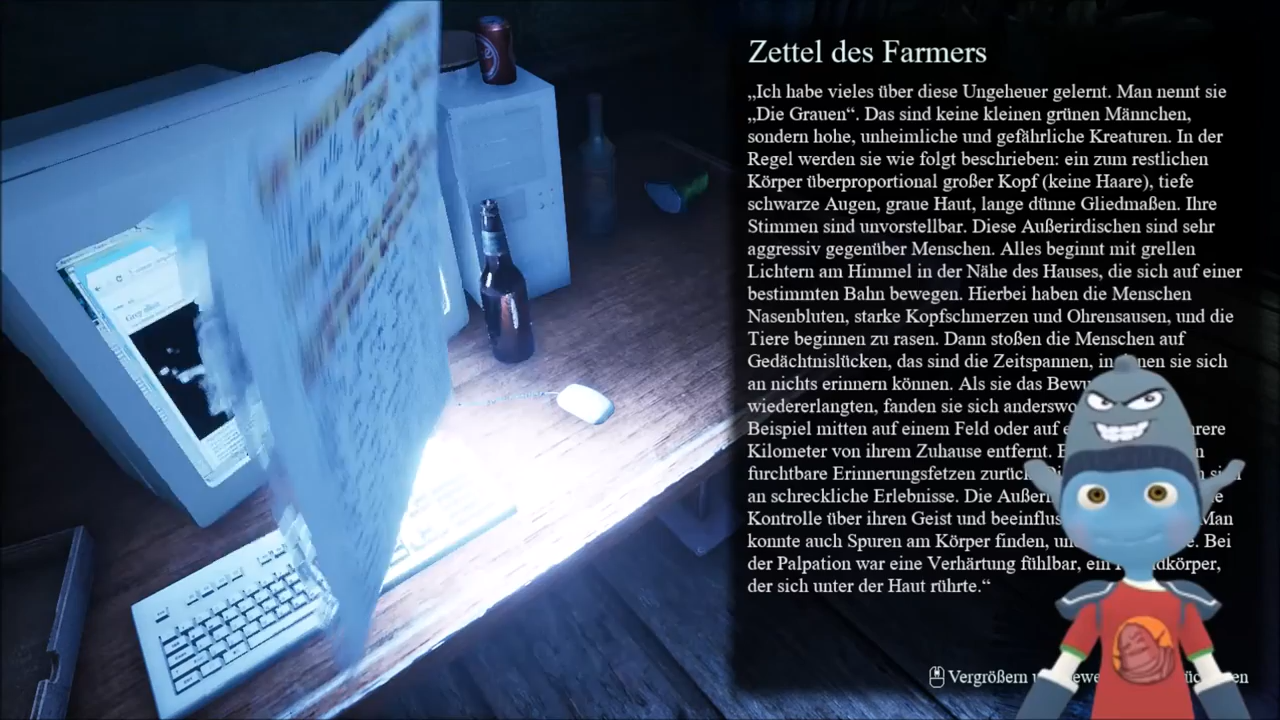 Zettel des Farmers
„Ich habe vieles über diese Ungeheuer gelernt. Man nennt sie
„Die Grauen“. Das sind keine kleinen grünen Männchen,
sondern hohe, unheimliche und gefährliche Kreaturen. In der
Regel werden sie wie folgt beschrieben: ein zum restlichen
Körper überproportional großer Kopf (keine Haare), tiefe
schwarze Augen, graue Haut, lange dünne Gliedmaßen. Ihre
Stimmen sind unvorstellbar. Diese Außerirdischen sind sehr
aggressiv gegenüber Menschen. Alles beginnt mit grellen
Lichtern am Himmel in der Nähe des Hauses, die sich auf einer
bestimmten Bahn bewegen. Hierbei haben die Menschen
Nasenbluten, starke Kopfschmerzen und Ohrensausen, und die
Tiere beginnen zu rasen. Dann stoßen die Menschen auf
Gedächtnislücken, das sind die Zeitspannen, in sie sich
an nichts erinnern können. Als sie das
wiedererlangten, fanden sie sich
Beispiel mitten auf einem Feld oder auf
Kilometer von ihrem Zuhause entfernt.
furchtbare Erinnerungsfetzen
an schreckliche Erlebnisse. Die
Kontrolle über ihren Geist und Man
konnte auch Spuren am Körper finden, Bei
der Palpation war eine Verhärtung fühlbar,
der sich unter der Haut rührte.“
Vergrößern